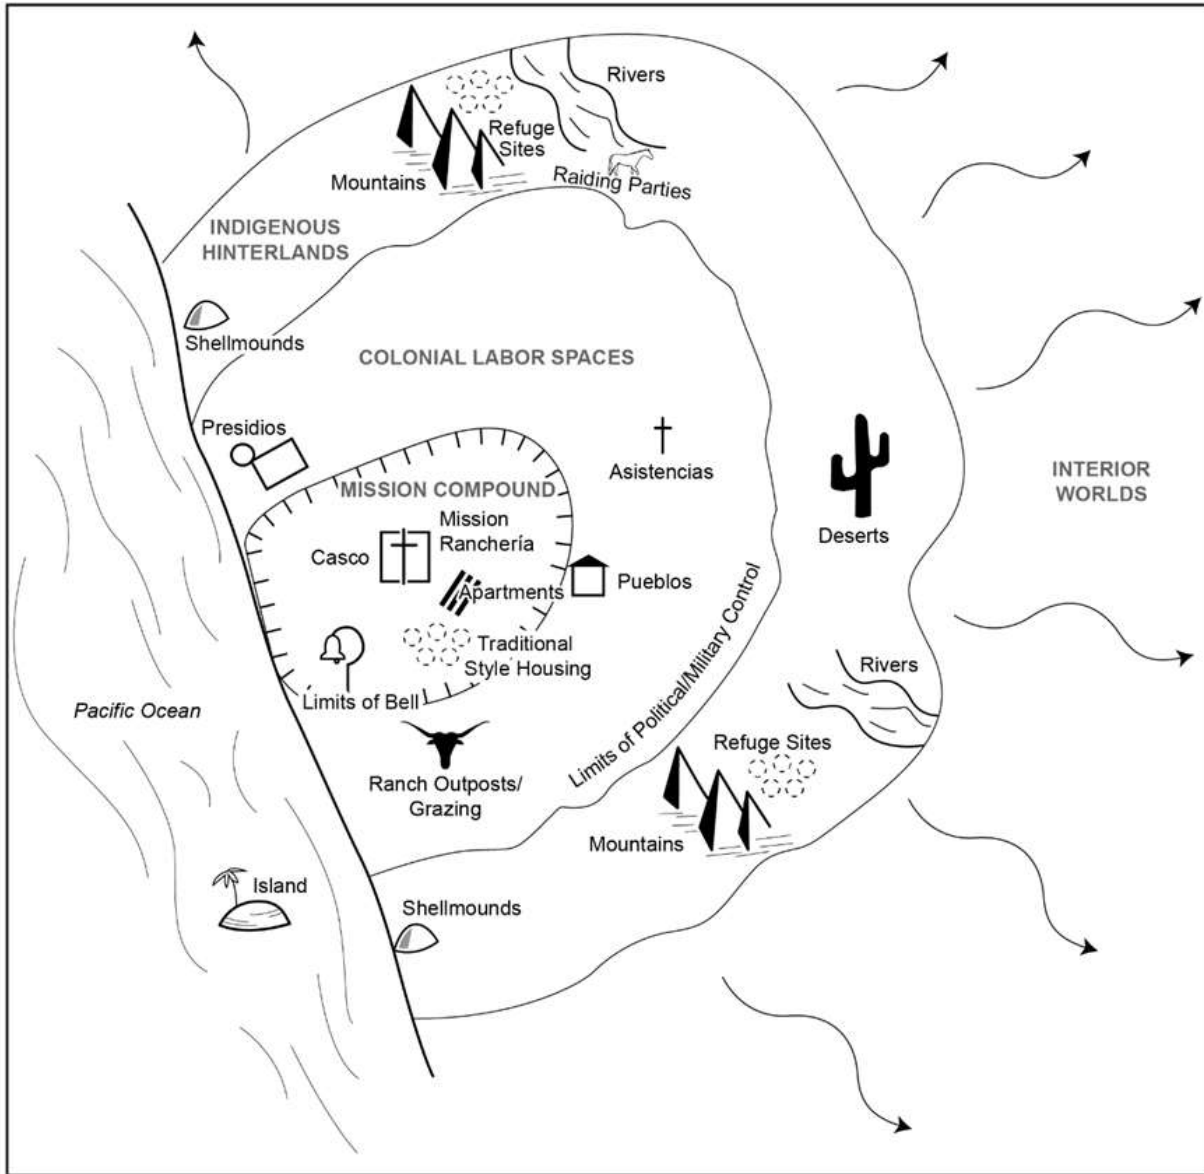 Rivers
Refuge
Sites
Mountains
Raiding Parties
INDIGENOUS
HINTERLANDS
Shellmounds
COLONIAL LABOR SPACES
Presidios
Asistencias
INTERIOR
WORLDS
MISSION COMPOUND
Mission
Ranchería
Casco
Apartments
Pueblos
Deserts
Traditional
Style Housing
Limits of Bell
Pacific Ocean
Limits of Political/Military Control
Rivers
Refuge Sites
Ranch Outposts/
Grazing
Mountains
Island
Shellmounds